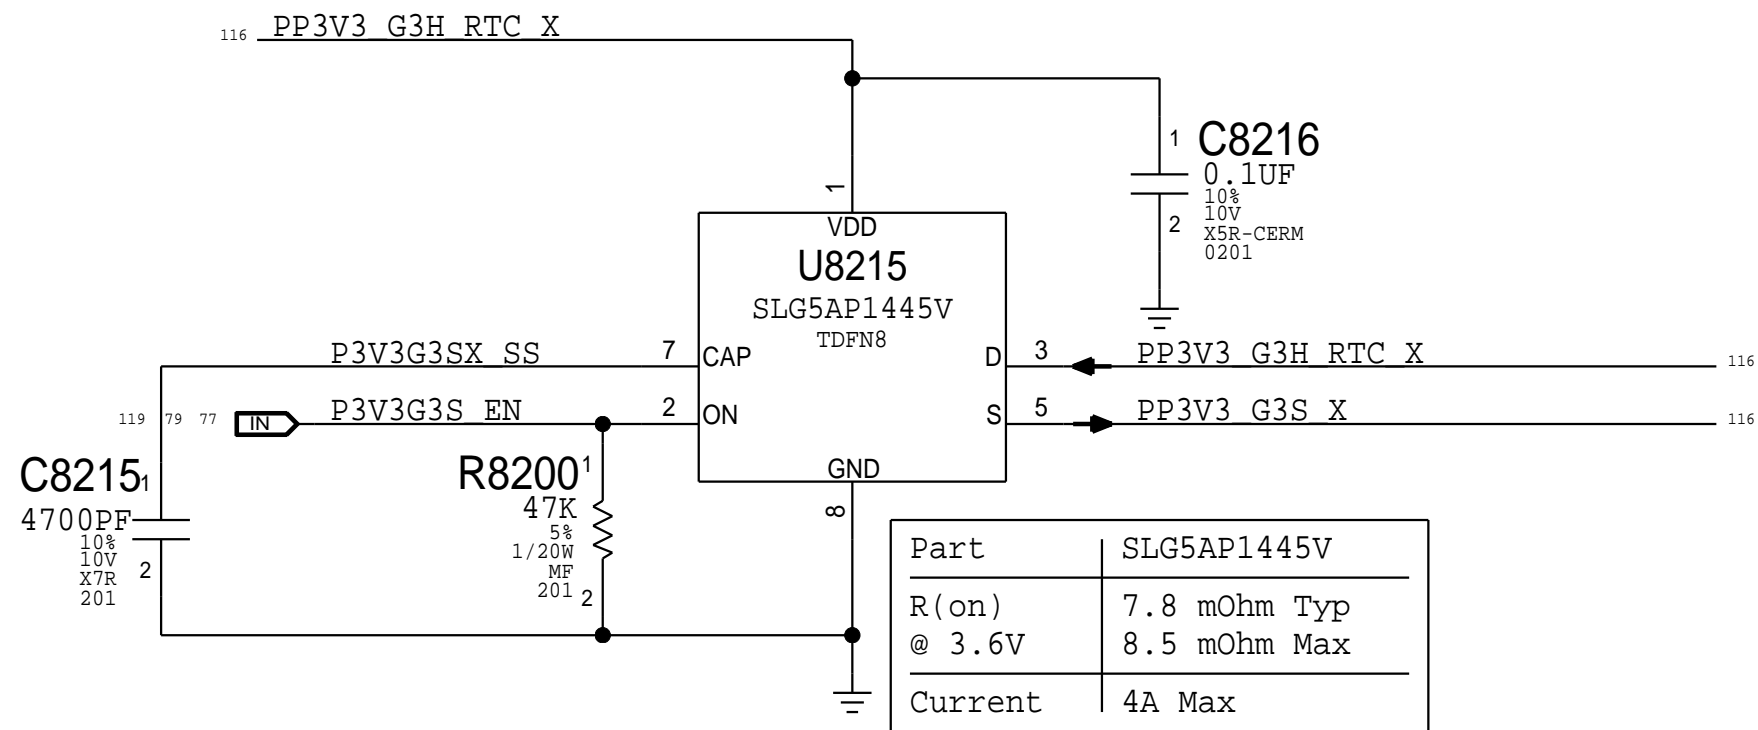 116 PP3V3_G3H_RTC_X
1 C8216
0.1UF
10%
10V
2 X5R-CERM
0201
1
VDD
U8215
SLG5AP1445V
TDFN8
P3V3G3SX_SS 7 CAP D 3 PP3V3_G3H_RTC_X 116
119 79 77 IN P3V3G3S_EN 2 ON S 5 PP3V3_G3S_X 116
GND
8
C8215 1
4700PF
10%
10V
X7R 2
201
R8200 1
47K
5%
1/20W
MF
201 2
Part SLG5AP1445V
R(on) 7.8 mOhm Typ
@ 3.6V 8.5 mOhm Max
Current 4A Max